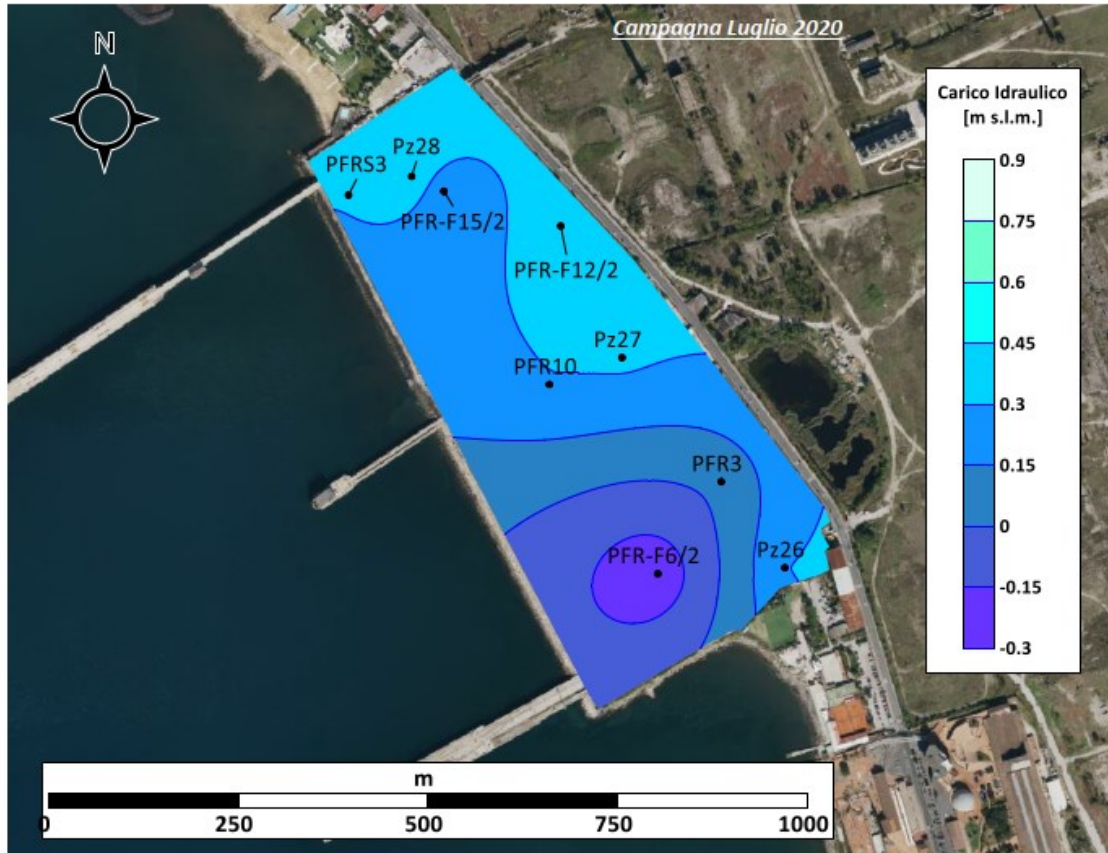 Campagna Luglio 2020
N
Carico Idraulico
[m s.l.m.]
0.9
0.75
0.6
0.45
0.3
0.15
0
-0.15
-0.3
Pz28
PFRS3
PFR-F15/2
PFR-F12/2
Pz27
PFR10
PFR3
Pz26
PFR-F6/2
m
0
250
500
750
1000